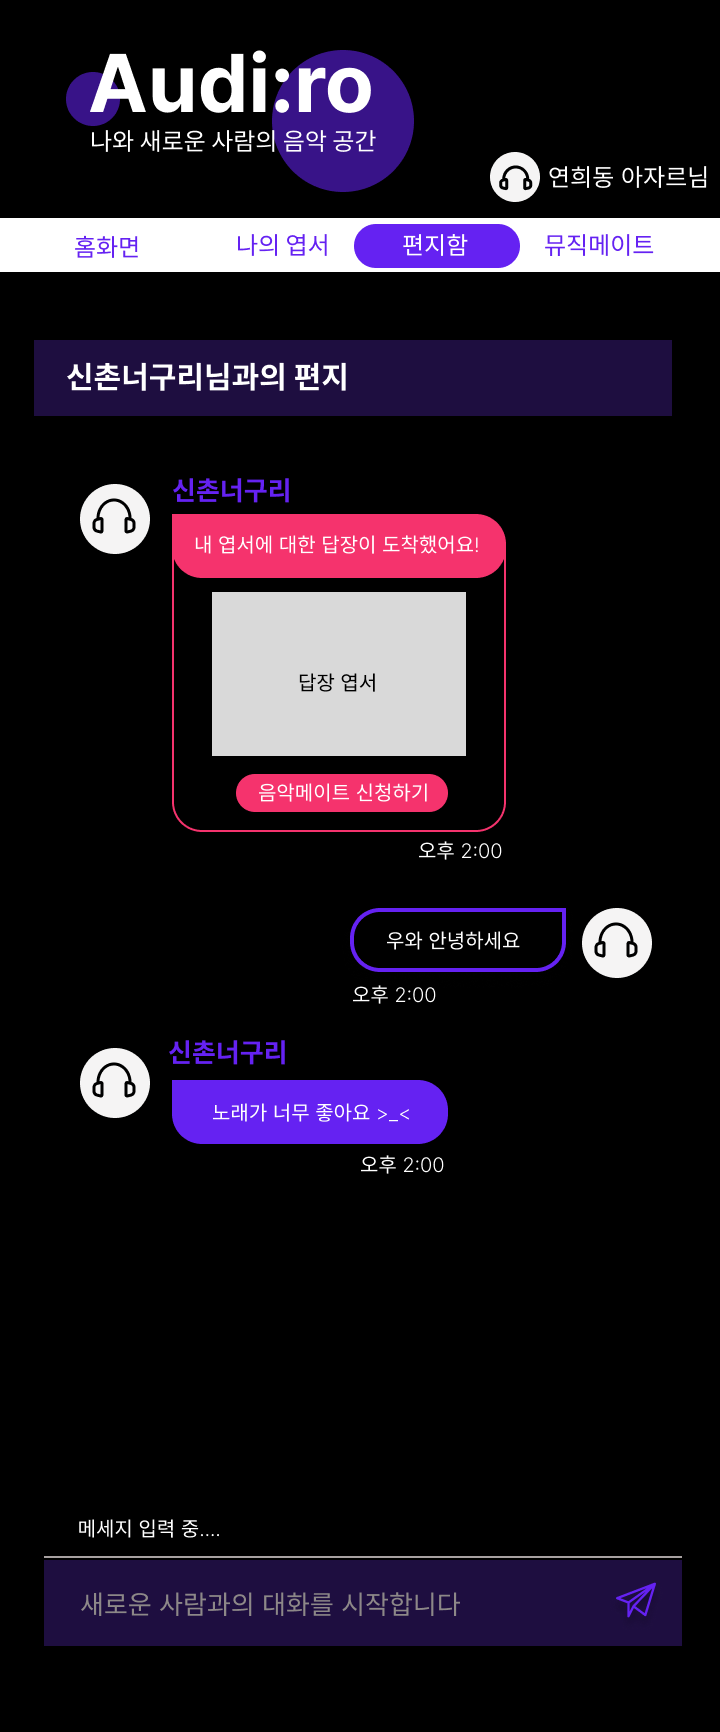 Audi:ro
나와 새로운 사람의 음악 공간
연희동 아자르님
홈화면 나의 엽서 편지함 뮤직메이트
신촌너구리님과의 편지
신촌너구리
내 엽서에 대한 답장이 도착했어요!
답장 엽서
음악메이트 신청하기
오후 2:00
우와 안녕하세요
오후 2:00
신촌너구리
노래가 너무 좋아요 >_<
오후 2:00
메세지 입력 중....
새로운 사람과의 대화를 시작합니다